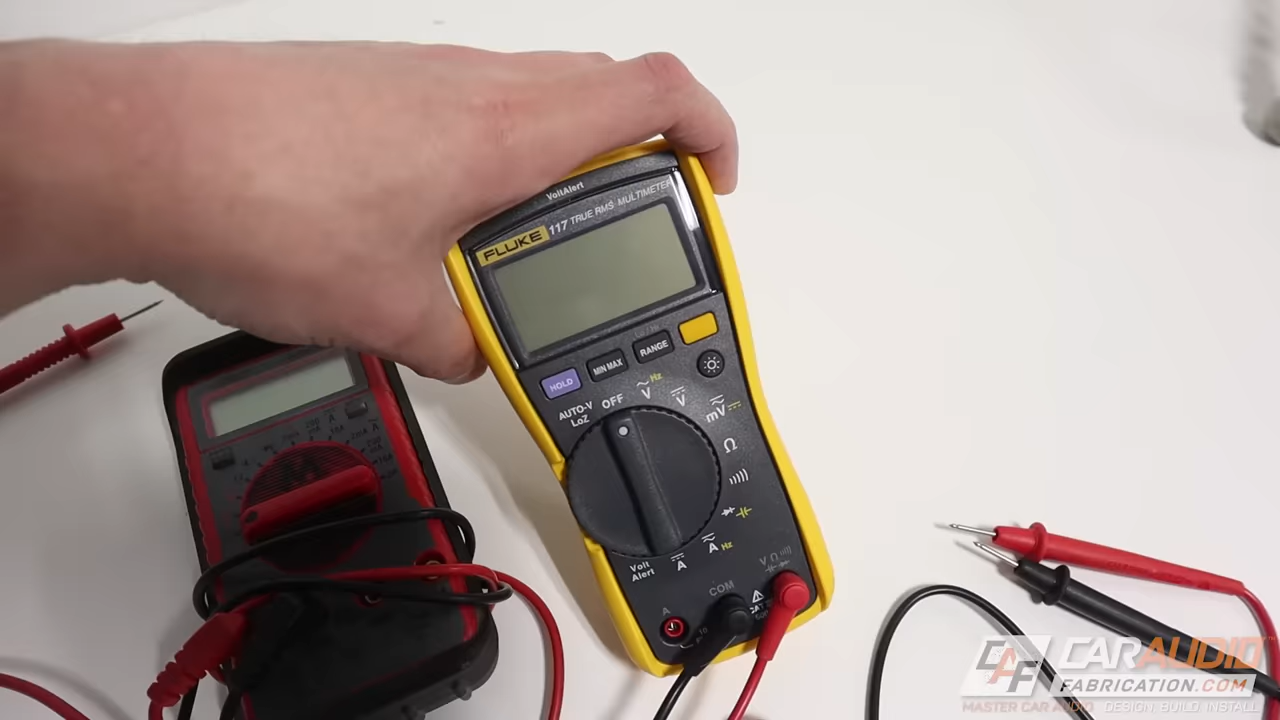 VoltAlert
FLUKE 117 TRUE RMS MULTIMETER
HOLD
MIN MAX
RANGE
AUTO-V
LoZ
OFF
V Hz
V
mV
Ω
A Hz
A
Volt
Alert
A
COM
V Ω
CAR AUDIO
FABRICATION.COM
MASTER CAR AUDIO DESIGN, BUILD, INSTALL
CAF